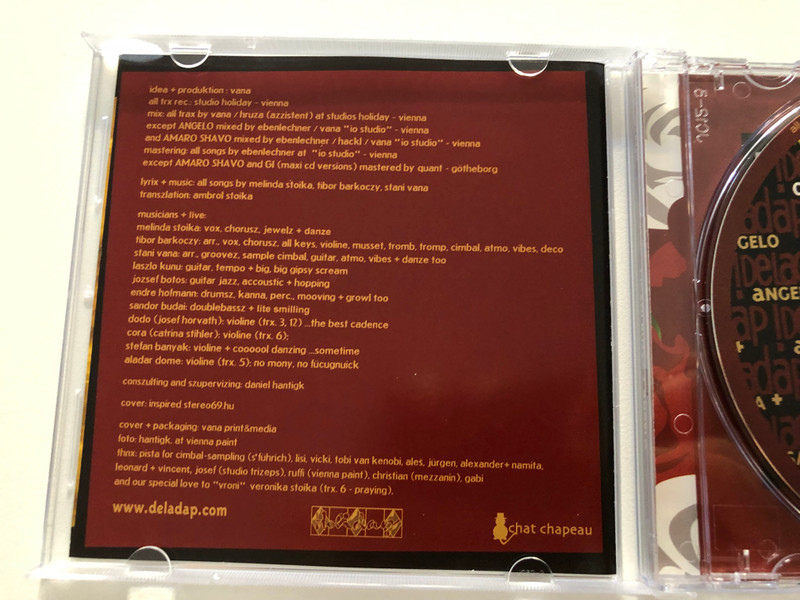 idea + produktion : vana
all trx rec.: studio holiday - vienna
mix: all trax by vana / hruza (azzistent) at studios holiday - vienna
except ANGELO mixed by ebenlechner / vana "io studio" - vienna
and AMARO SHAVO mixed by ebenlechner / hackl / vana "io studio" - vienna
mastering: all songs by ebenlechner at "io studio" - vienna
except AMARO SHAVO and GI (maxi cd versions) mastered by quant - götheborg
lyrix + music: all songs by melinda stoika, tibor barkoczy, stani vana
transzlation: ambrol stoika
musicians + live:
melinda stoika: vox, chorusz, jewelz + danze
tibor barkoczy: arr., vox, chorusz, all keys, violine, musset, tromb, tromp, cimbal, atmo, vibes, deco
stani vana: arr., groovez, sample cimbal, guitar, atmo, vibes + danze too
laszlo kunu: guitar, tempo + big, big gipsy scream
jozsef botos: guitar jazz, accoustic + hopping
endre hofmann: drumsz, kanna, perc., mooving + growl too
sandor budai: doublebassz + lite smilling
dodo (josef horvath): violine (trx. 3, 12) ...the best cadence
cora (catrina stihler): violine (trx. 6);
stefan banyak: violine + coooool danzing ...sometime
aladar dome: violine (trx. 5); no mony, no fucugnuick
conszulting and szupervizing: daniel hantigk
cover: inspired stereo69.hu
cover + packaging: vana print&media
foto: hantigk, at vienna paint
thnx: pista for cimbal-sampling (s'führich), lisi, vicki, tobi van kenobi, aleš, jürgen, alexander+ namita,
leonard + vincent, josef (studio trizeps), ruffi (vienna paint), christian (mezzanin), gabi
and our special love to "vroni" veronika stoika (trx. 6 - praying).
www.deladap.com
chat chapeau
GELO
ANGE